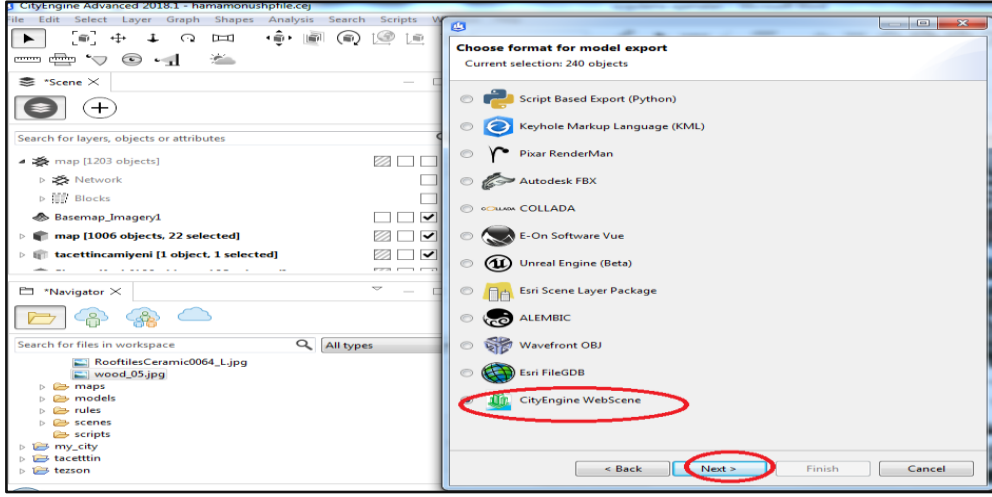 CityEngine Advanced 2018.1 - hamamonushpfile.cej
File Edit Select Layer Graph Shapes Analysis Search Scripts
*Scene
Search for layers, objects or attributes
map [1203 objects]
Network
Blocks
Basemap_Imagery1
map [1006 objects, 22 selected]
tacettincamiyeni [1 object, 1 selected]
*Navigator
Search for files in workspace
All types
RooftilesCeramic0064_L.jpg
wood_05.jpg
maps
models
rules
scenes
scripts
my_city
tacetttin
tezson
Choose format for model export
Current selection: 240 objects
Script Based Export (Python)
Keyhole Markup Language (KML)
Pixar RenderMan
Autodesk FBX
COLLADA COLLADA
E-On Software Vue
Unreal Engine (Beta)
Esri Scene Layer Package
ALEMBIC
Wavefront OBJ
Esri FileGDB
CityEngine WebScene
< Back Next > Finish Cancel